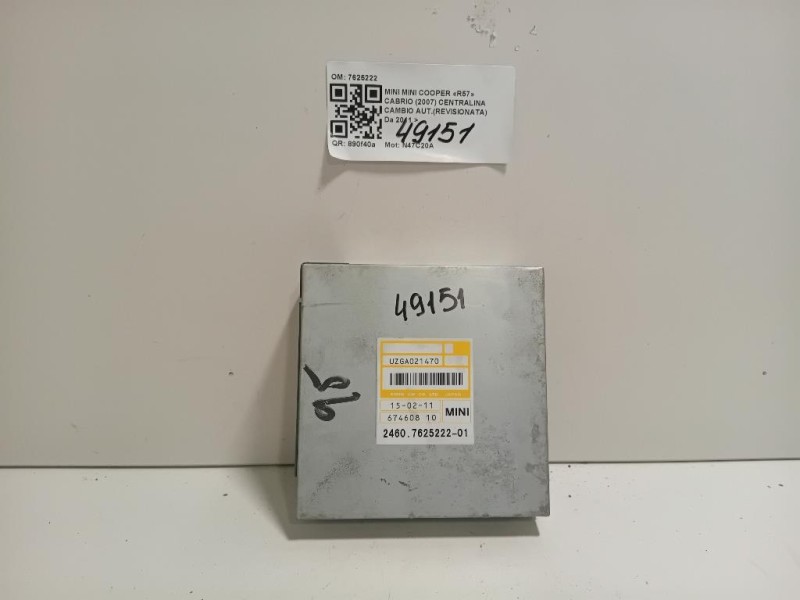 OM: 7625222
MINI MINI COOPER «R57»
CABRIO (2007) CENTRALINA
CAMBIO AUT.(REVISIONATA)
Da 2011 >
49151
QR: 890f40a
Mot: N47C20A
49151
UZGA021470
15-02-11
674608 10
MINI
2460.7625222-01